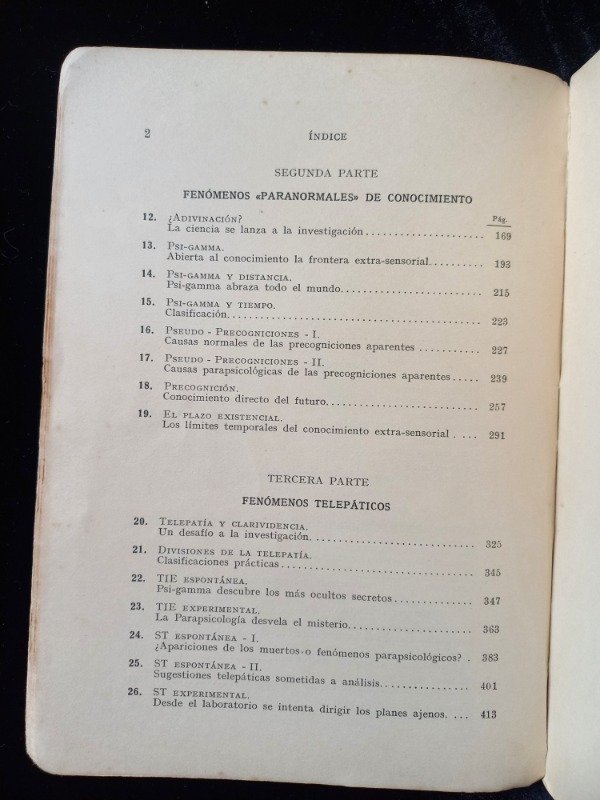 2 ÍNDICE
SEGUNDA PARTE
FENÓMENOS «PARANORMALES» DE CONOCIMIENTO
Pág.
12. ¿ADIVINACIÓN?
La ciencia se lanza a la investigación ........................ 169
13. PSI-GAMMA.
Abierta al conocimiento la frontera extra-sensorial........... 193
14. PSI-GAMMA Y DISTANCIA.
Psi-gamma abraza todo el mundo............................ 215
15. PSI-GAMMA Y TIEMPO.
Clasificación................................................ 223
16. PSEUDO - PRECOGNICIONES - I.
Causas normales de las precogniciones aparentes ............ 227
17. PSEUDO - PRECOGNICIONES - II.
Causas parapsicológicas de las precogniciones aparentes..... 239
18. PRECOGNICIÓN.
Conocimiento directo del futuro............................. 257
19. EL PLAZO EXISTENCIAL.
Los límites temporales del conocimiento extra-sensorial .... 291
TERCERA PARTE
FENÓMENOS TELEPÁTICOS
20. TELEPATÍA Y CLARIVIDENCIA.
Un desafío a la investigación................................ 325
21. DIVISIONES DE LA TELEPATÍA.
Clasificaciones prácticas.................................... 345
22. TIE ESPONTÁNEA.
Psi-gamma descubre los más ocultos secretos................ 347
23. TIE EXPERIMENTAL.
La Parapsicología desvela el misterio....................... 363
24. ST ESPONTÁNEA - I.
¿Apariciones de los muertos o fenómenos parapsicológicos? . 383
25. ST ESPONTÁNEA - II.
Sugestiones telepáticas sometidas a análisis................. 401
26. ST EXPERIMENTAL.
Desde el laboratorio se intenta dirigir los planes ajenos. .... 413